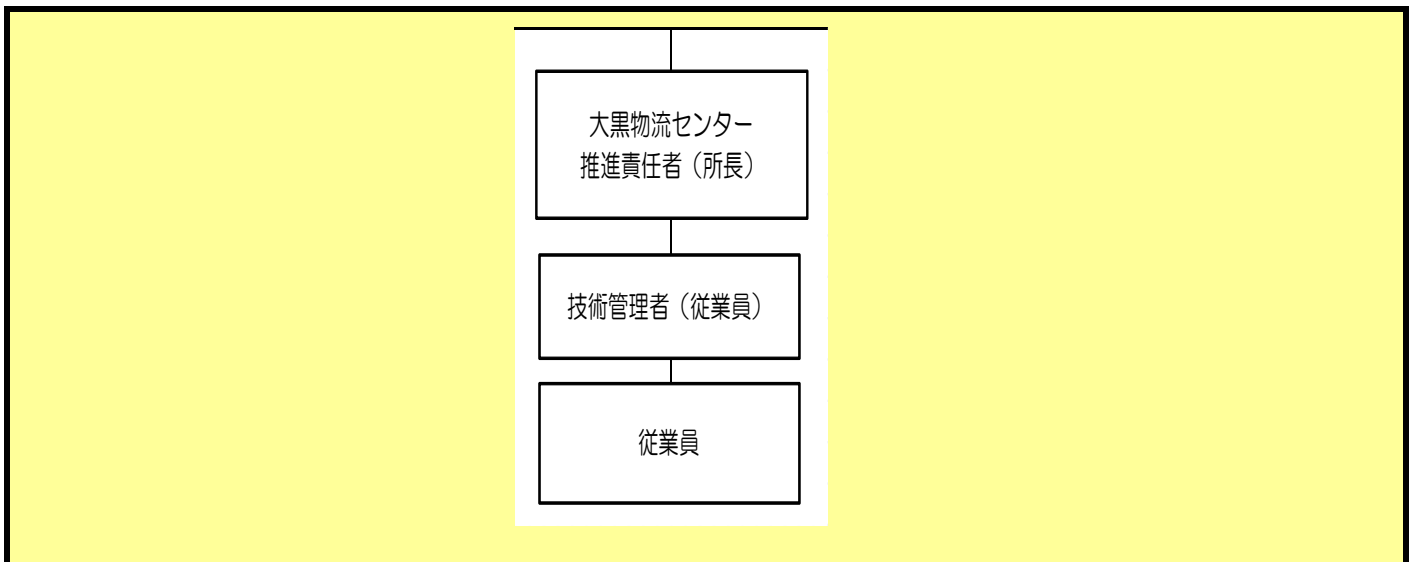 大黒物流センター
推進責任者（所長）
技術管理者（従業員）
従業員